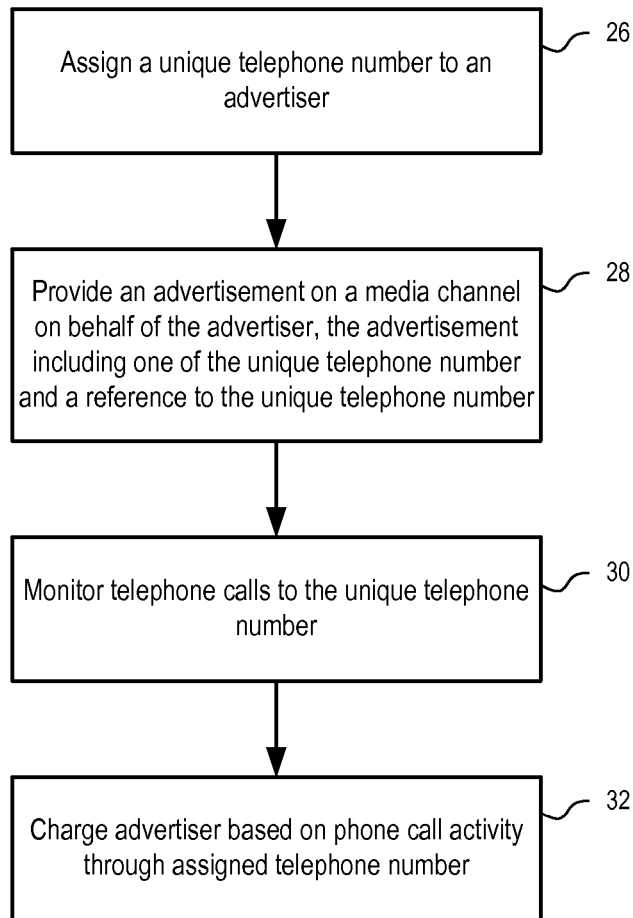 Assign a unique telephone number to an
advertiser
26
Provide an advertisement on a media channel
on behalf of the advertiser, the advertisement
including one of the unique telephone number
and a reference to the unique telephone number
28
Monitor telephone calls to the unique telephone
number
30
Charge advertiser based on phone call activity
through assigned telephone number
32